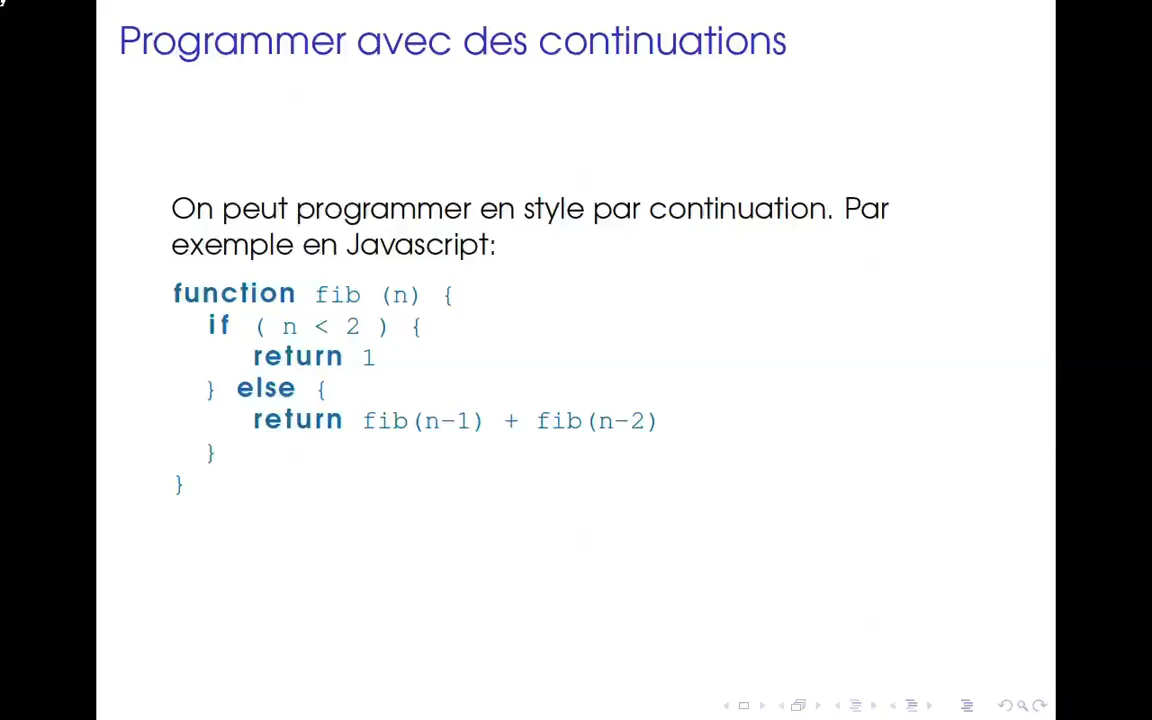 Programmer avec des continuations
On peut programmer en style par continuation. Par
exemple en Javascript:
function fib (n) {
if ( n < 2 ) {
return 1
} else {
return fib(n-1) + fib(n-2)
}
}